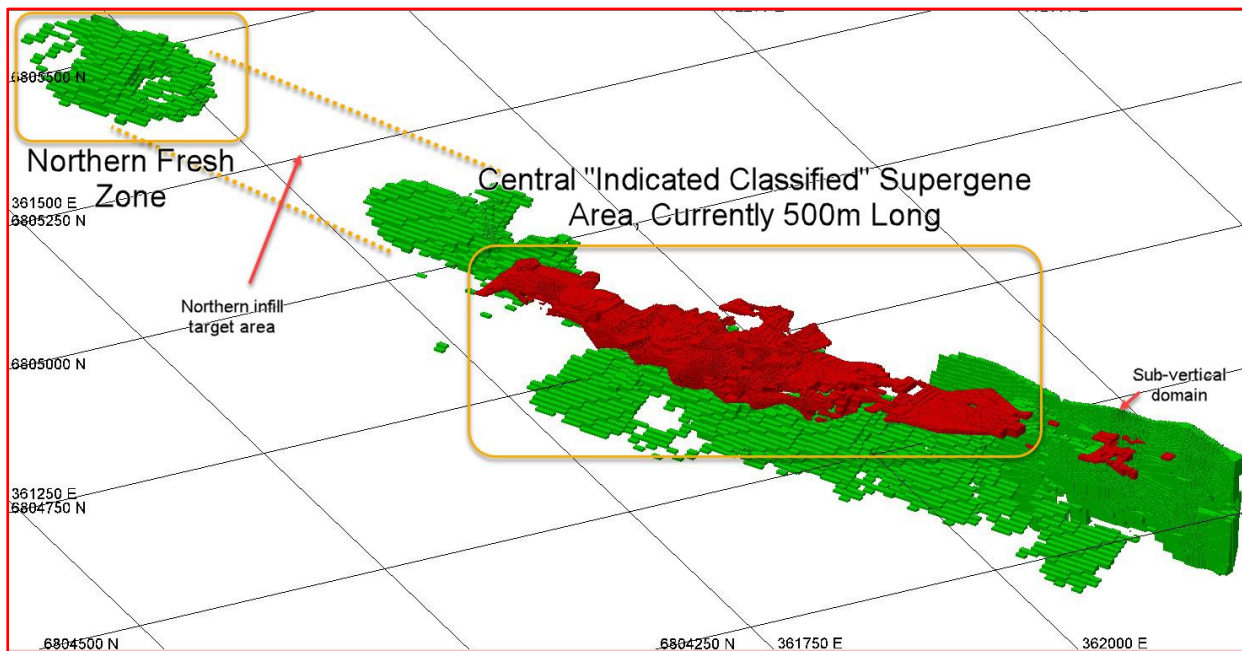 6805500 N
Northern Fresh
Zone
Central "Indicated Classified" Supergene
Area, Currently 500m Long
361500 E
6805250 N
Northern infill
target area
6805000 N
Sub-vertical
domain
361250 E
6804750 N
6804500 N
6804250 N
361750 E
362000 E